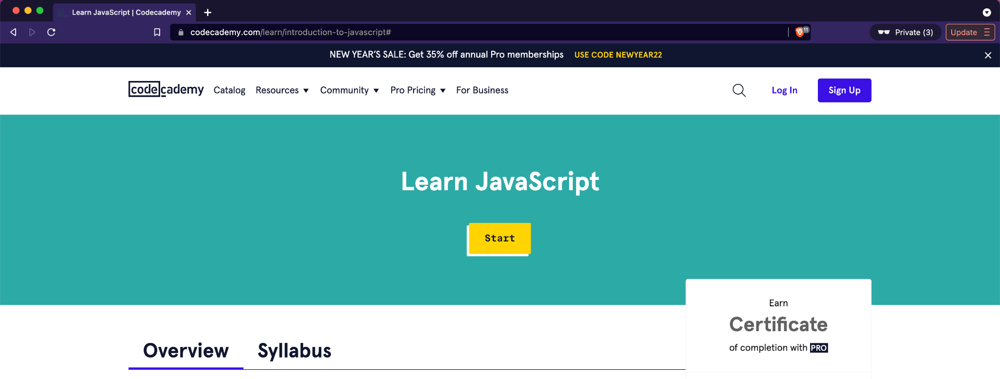 Learn JavaScript | Codecademy
codecademy.com/learn/introduction-to-javascript#
11
Private (3)
Update
NEW YEAR’S SALE: Get 35% off annual Pro memberships USE CODE NEWYEAR22
codecademy
Catalog
Resources
Community
Pro Pricing
For Business
Log In
Sign Up
Learn JavaScript
Start
Earn
Certificate
of completion with PRO
Overview
Syllabus